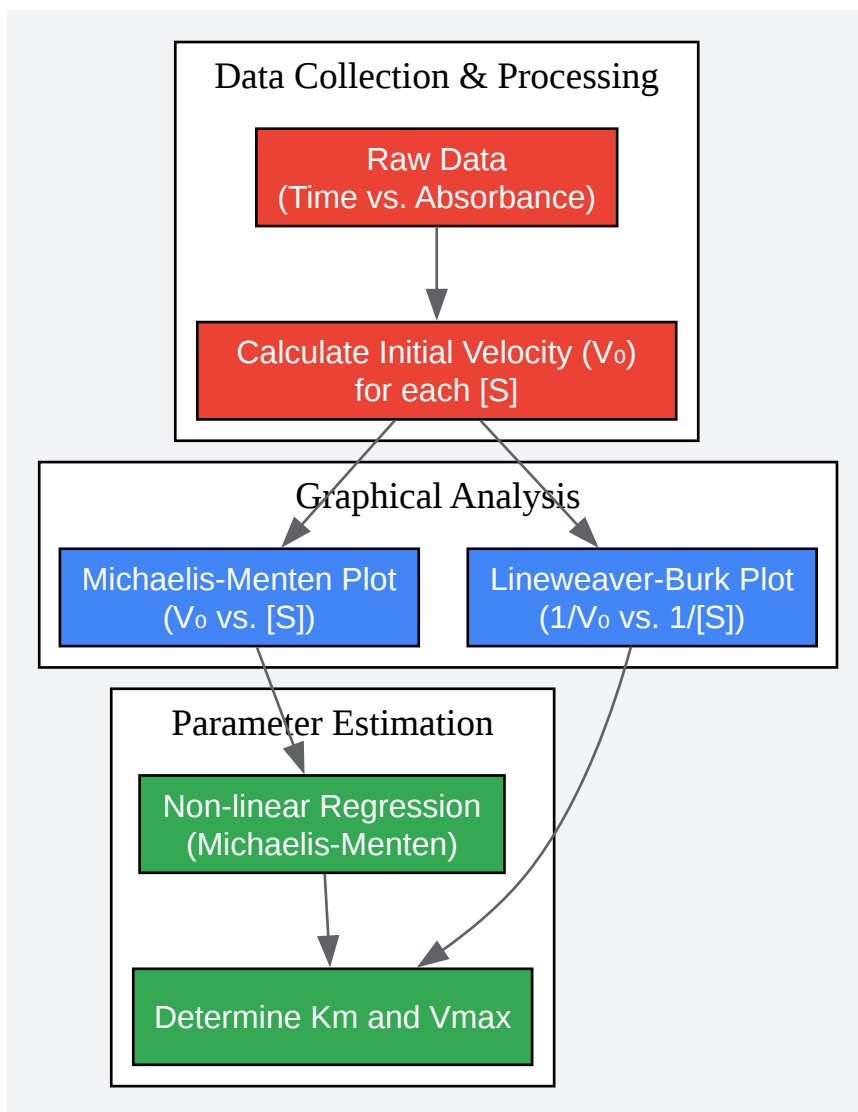 Data Collection & Processing
Raw Data
(Time vs. Absorbance)
Calculate Initial Velocity (V₀)
for each [S]
Graphical Analysis
Michaelis-Menten Plot
(V₀ vs. [S])
Lineweaver-Burk Plot
(1/V₀ vs. 1/[S])
Parameter Estimation
Non-linear Regression
(Michaelis-Menten)
Determine Km and Vmax